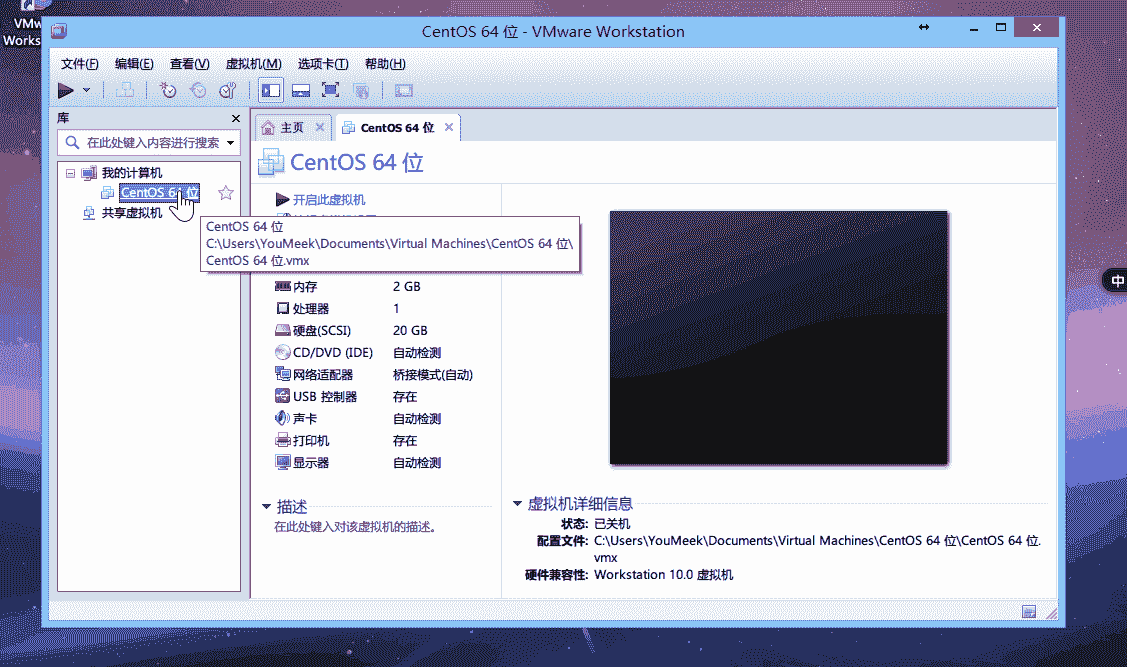 VMw
Works
CentOS 64 位 - VMware Workstation
文件(F) 编辑(E) 查看(V) 虚拟机(M) 选项卡(T) 帮助(H)
库
在此处键入内容进行搜索
我的计算机
CentOS 64 位
共享虚拟机
主页
CentOS 64 位
CentOS 64 位
开启此虚拟机
CentOS 64 位
C:\Users\YouMeek\Documents\Virtual Machines\CentOS 64 位\
CentOS 64 位.vmx
内存 2 GB
处理器 1
硬盘(SCSI) 20 GB
CD/DVD (IDE) 自动检测
网络适配器 桥接模式(自动)
USB 控制器 存在
声卡 自动检测
打印机 存在
显示器 自动检测
描述
在此处键入对该虚拟机的描述。
虚拟机详细信息
状态: 已关机
配置文件: C:\Users\YouMeek\Documents\Virtual Machines\CentOS 64 位\CentOS 64 位.
vmx
硬件兼容性: Workstation 10.0 虚拟机
中